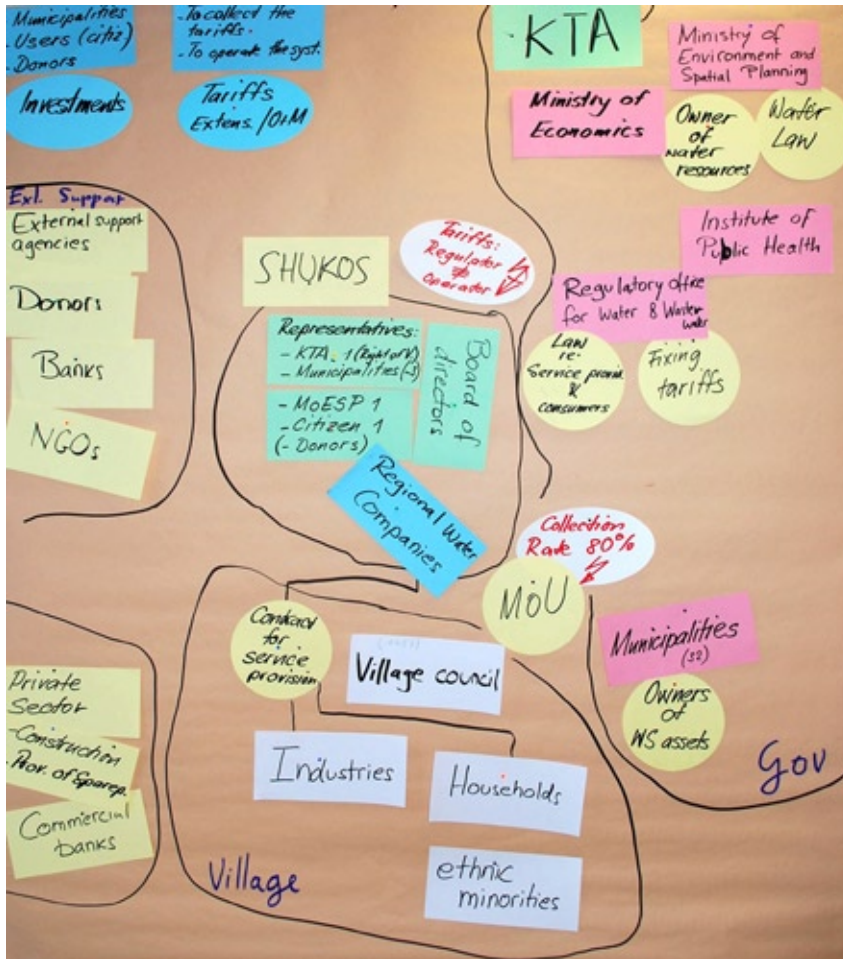 Municipalities
- Users (citiz)
- Donors
Investments
- To collect the
tariffs.
- To operate the syst.
Tariffs
Extens. /O+M
- KTA
Ministry of
Environment and
Spatial Planning
Ministry of
Economics
Owner
of
water
resources
Water
Law
Institute of
Public Health
Regulatory office
for Water & Waste-
water
Law
re.
Service provis.
&
consumers
Fixing
tariffs
Ext. Support
External support
agencies
Donors
Banks
NGOs
SHUKOS
Tariffs:
Regulator
Operator
Representatives:
- KTA 1
- Municipalities
- MoESP 1
- Citizen 1
(- Donors)
Board of
directors
Regional Water
Companies
Collection
Rate 80%
MoU
Municipalities
(32)
Owners
of
WS assets
Gov
Contract
for
service
provision
Village council
Industries
Households
ethnic
minorities
Village
Private
Sector
- Construction
- Prov. of Sparep.
Commercial
banks